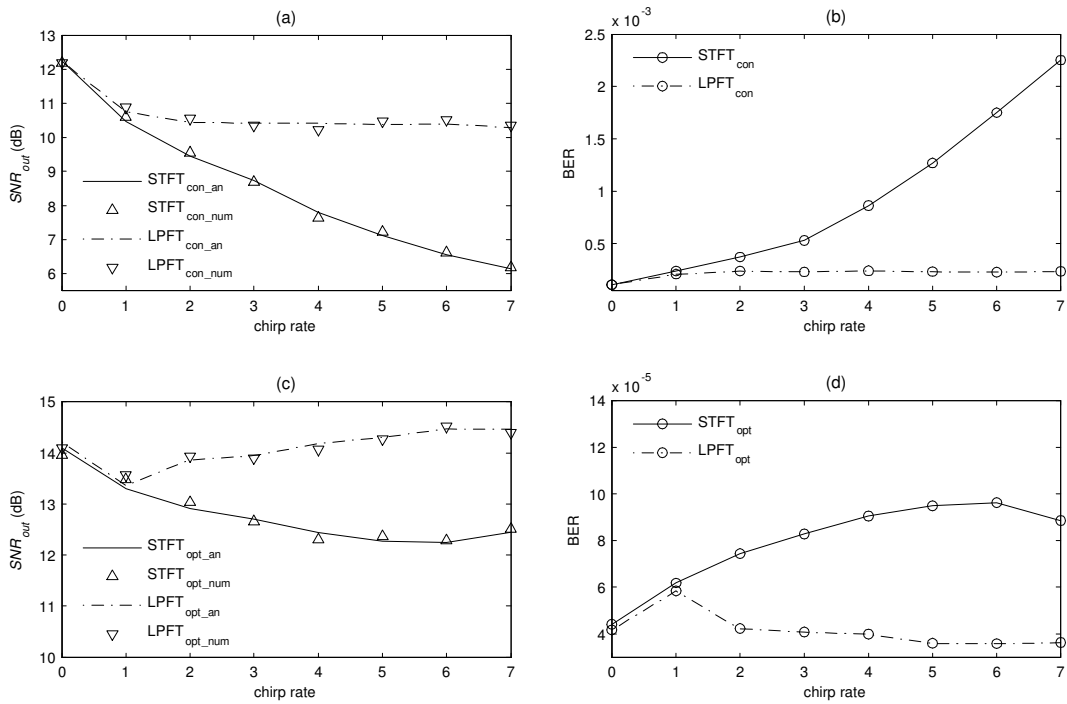 (a)
13
12
11
10
9
8
7
6
SNR_out (dB)
STFT_con_an
STFT_con_num
LPFT_con_an
LPFT_con_num
0 1 2 3 4 5 6 7
chirp rate
(b)
x 10^-3
2.5
2
1.5
1
0.5
BER
STFT_con
LPFT_con
0 1 2 3 4 5 6 7
chirp rate
(c)
15
14
13
12
11
10
SNR_out (dB)
STFT_opt_an
STFT_opt_num
LPFT_opt_an
LPFT_opt_num
0 1 2 3 4 5 6 7
chirp rate
(d)
x 10^-5
14
12
10
8
6
4
BER
STFT_opt
LPFT_opt
0 1 2 3 4 5 6 7
chirp rate